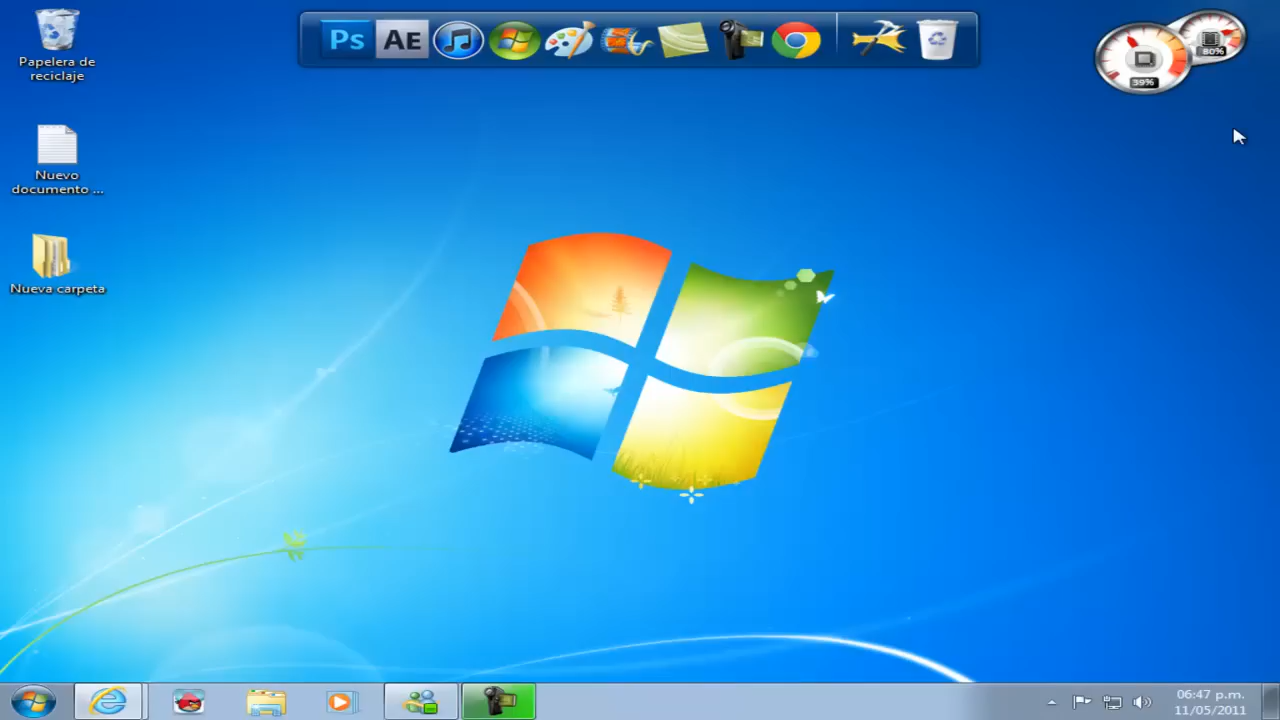 Papelera de
reciclaje
Nuevo
documento ...
Nueva carpeta
Ps
AE
39%
80%
06:47 p.m.
11/05/2011